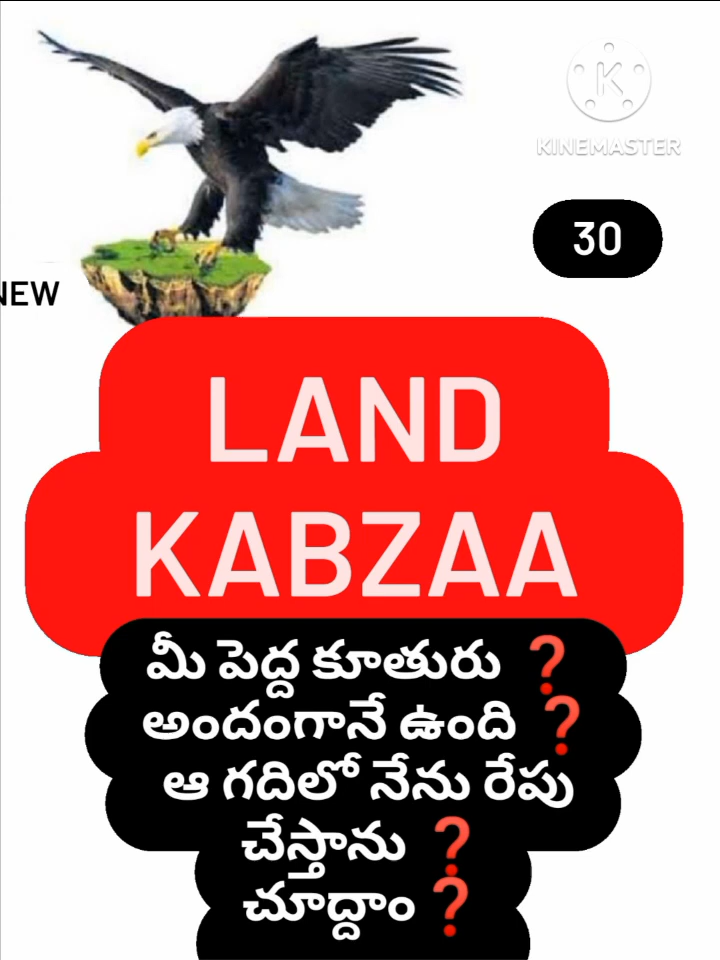 KINEMASTER
30
NEW
LAND
KABZAA
మీ పెద్ద కూతురు ❓
అందంగానే ఉంది ❓
ఆ గదిలో నేను రేపు
చేస్తాను ❓
చూద్దాం ❓